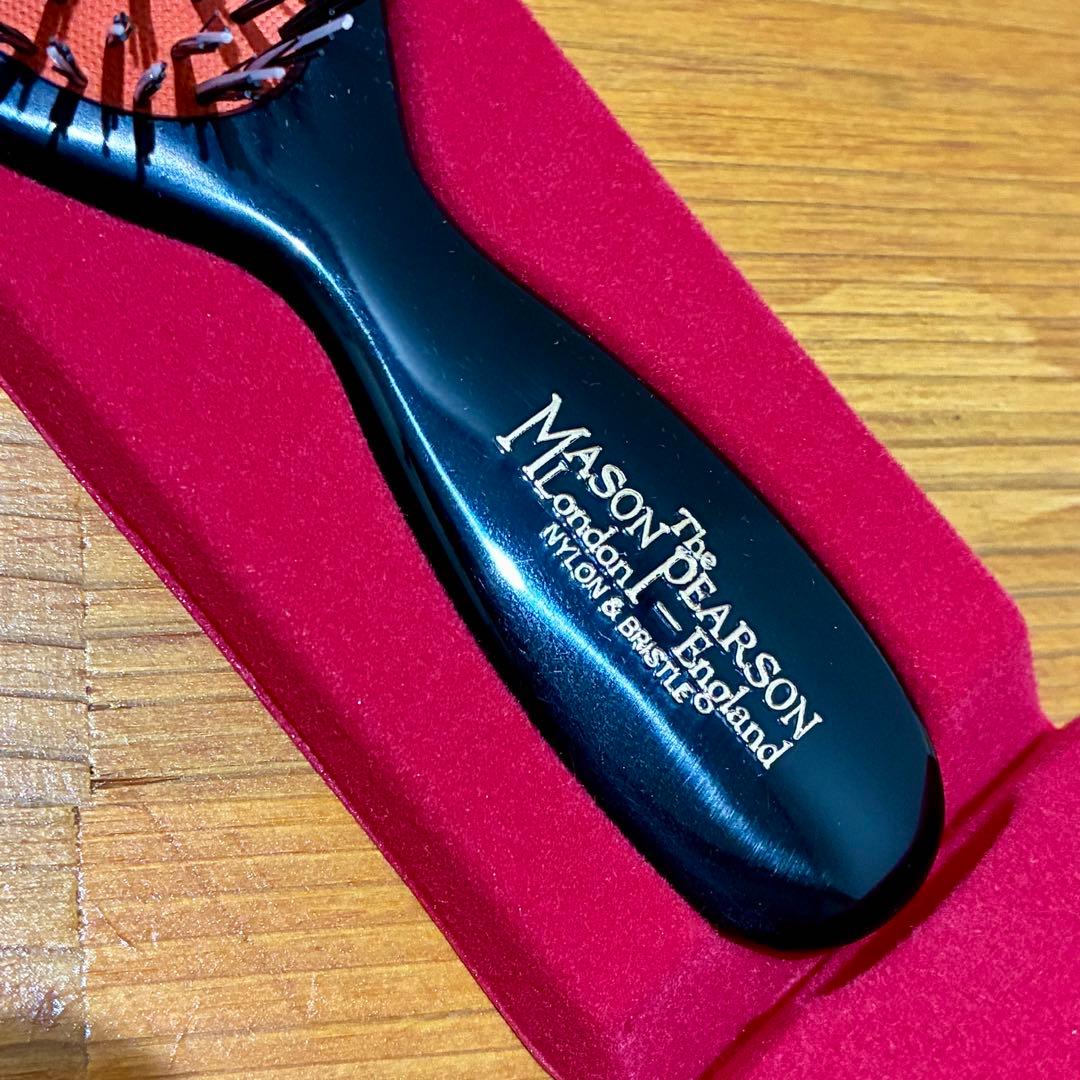 The
MASON PEARSON
London — England
NYLON & BRISTLE